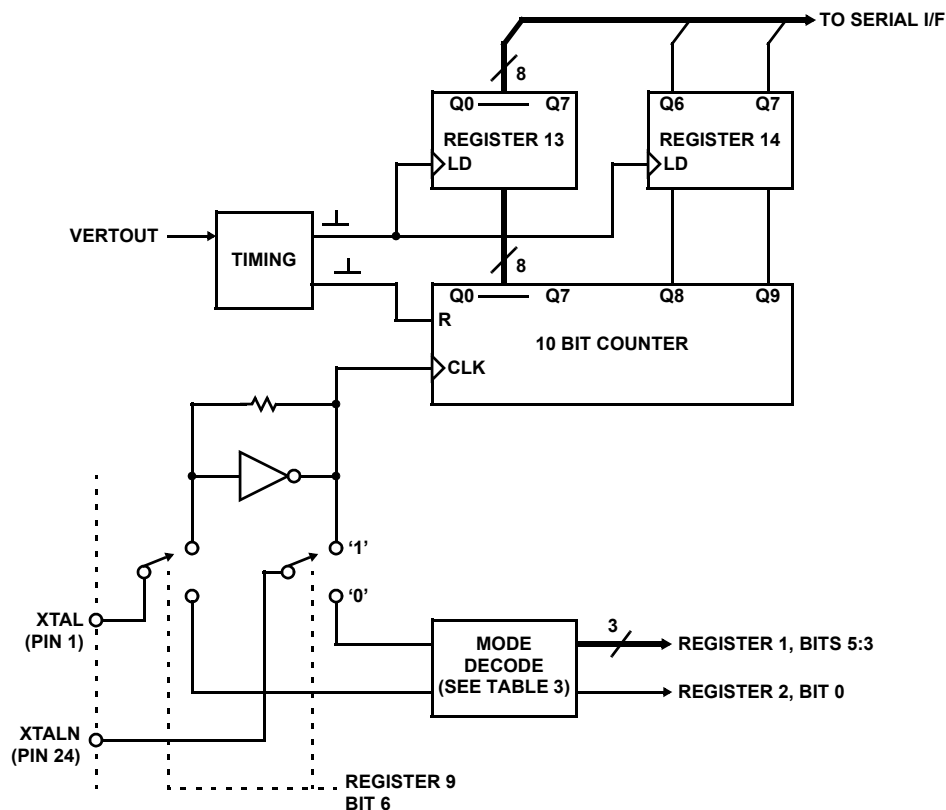 TO SERIAL I/F
8
Q0 Q7
REGISTER 13
LD
Q6 Q7
REGISTER 14
LD
VERTOUT
TIMING
8
Q0 Q7 Q8 Q9
R
10 BIT COUNTER
CLK
‘1’
‘0’
XTAL
(PIN 1)
MODE
DECODE
(SEE TABLE 3)
3
REGISTER 1, BITS 5:3
REGISTER 2, BIT 0
XTALN
(PIN 24)
REGISTER 9
BIT 6